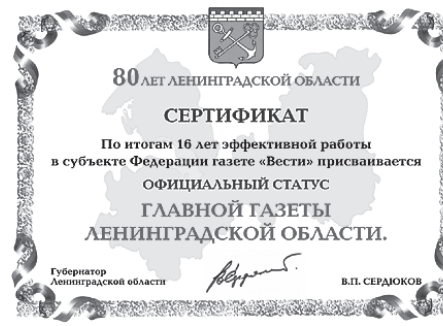 80 ЛЕТ ЛЕНИНГРАДСКОЙ ОБЛАСТИ
СЕРТИФИКАТ
По итогам 16 лет эффективной работы
в субъекте Федерации газете «Вести» присваивается
ОФИЦИАЛЬНЫЙ СТАТУС
ГЛАВНОЙ ГАЗЕТЫ
ЛЕНИНГРАДСКОЙ ОБЛАСТИ.
Губернатор
Ленинградской области
В.П. СЕРДЮКОВ